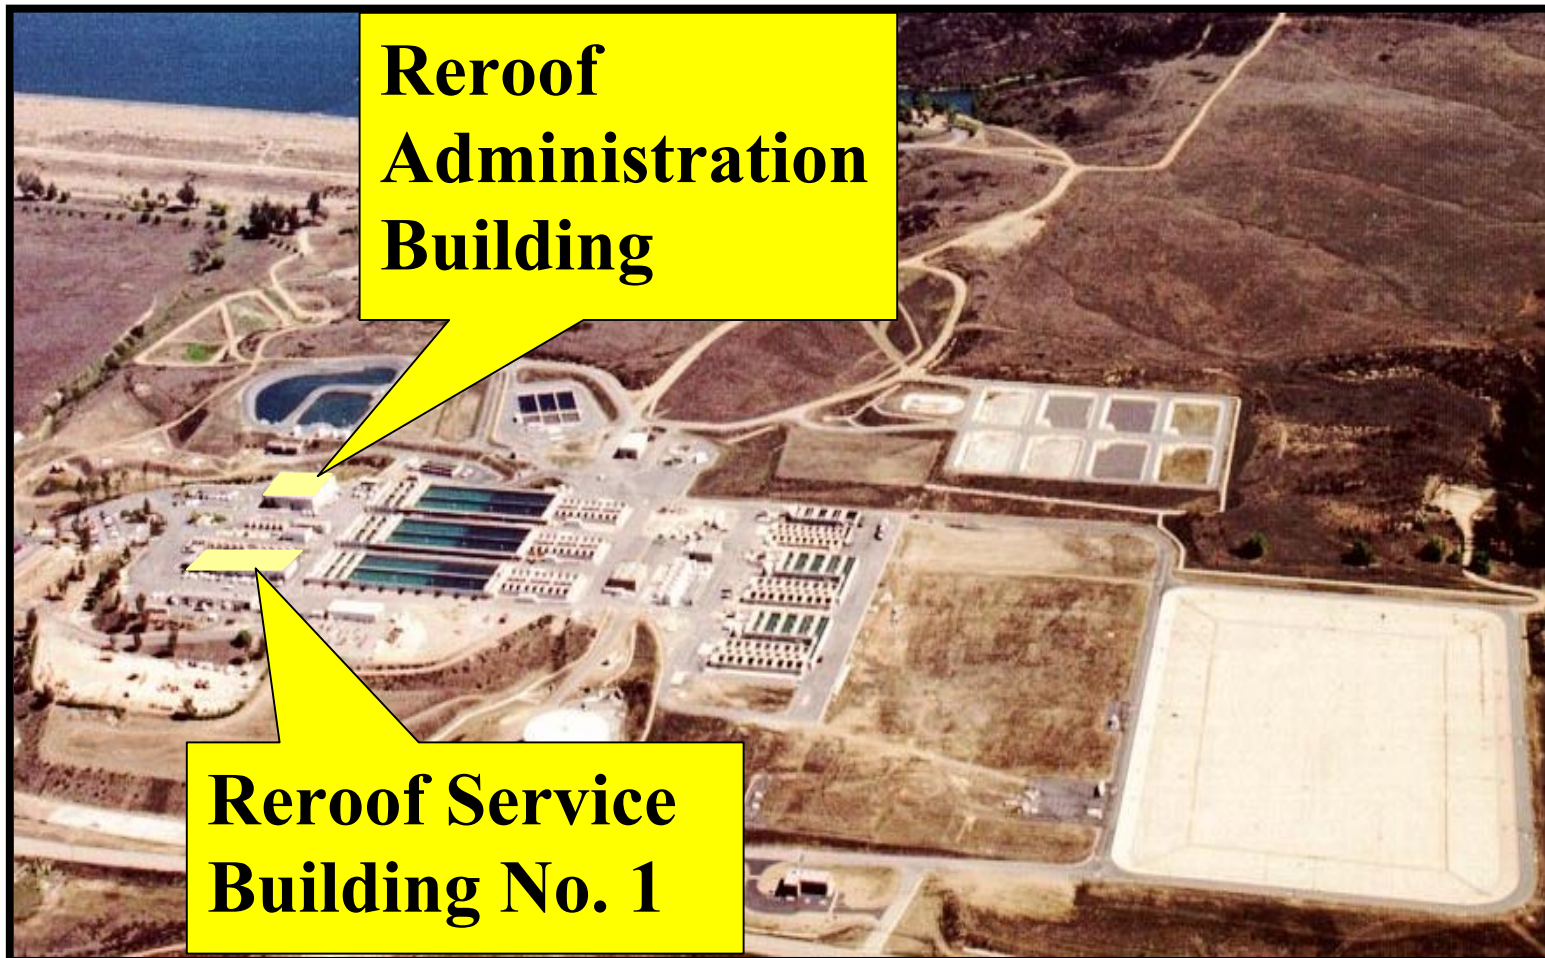 Reroof
Administration
Building
Reroof Service
Building No. 1